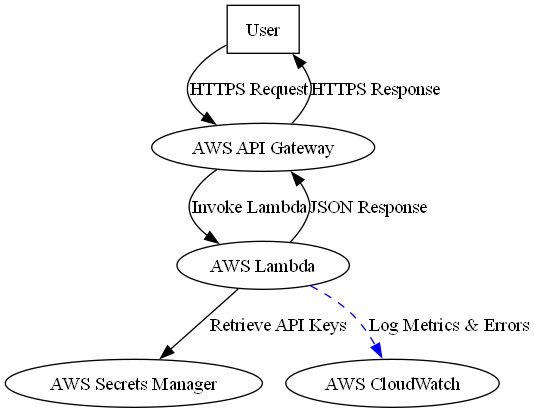 User
HTTPS Request
HTTPS Response
AWS API Gateway
Invoke Lambda
JSON Response
AWS Lambda
Retrieve API Keys
Log Metrics & Errors
AWS Secrets Manager
AWS CloudWatch